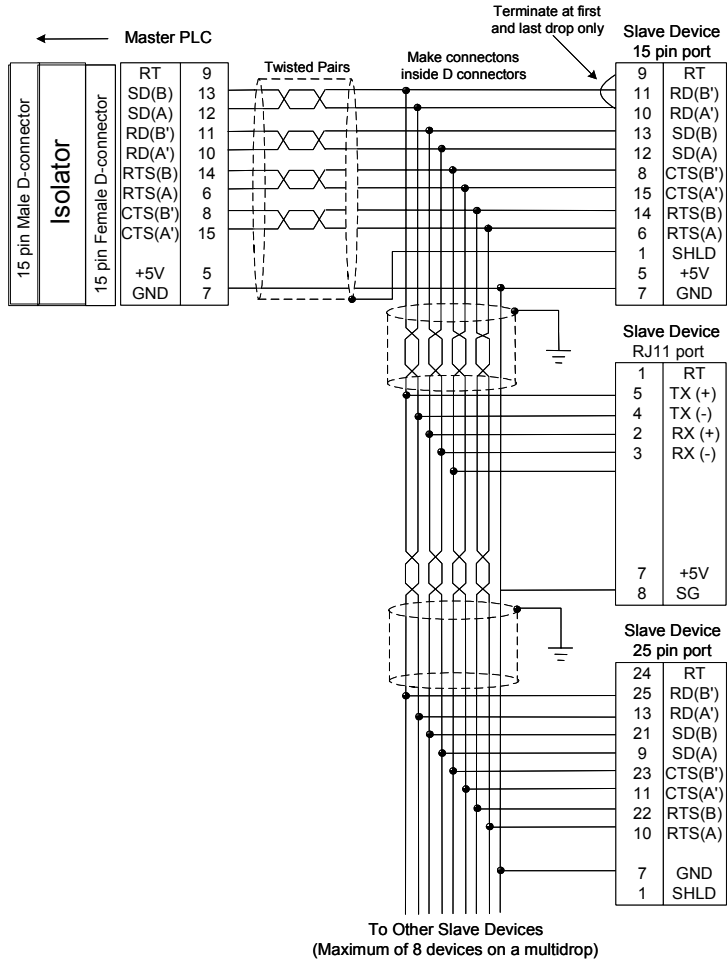 Terminate at first
and last drop only
Master PLC
Slave Device
15 pin port
Twisted Pairs
Make connectons
inside D connectors
15 pin Male D-connector
Isolator
15 pin Female D-connector
RT 9
SD(B) 13
SD(A) 12
RD(B') 11
RD(A') 10
RTS(B) 14
RTS(A) 6
CTS(B') 8
CTS(A') 15
+5V 5
GND 7
9 RT
11 RD(B')
10 RD(A')
13 SD(B)
12 SD(A)
8 CTS(B')
15 CTS(A')
14 RTS(B)
6 RTS(A)
1 SHLD
5 +5V
7 GND
Slave Device
RJ11 port
1 RT
5 TX (+)
4 TX (-)
2 RX (+)
3 RX (-)
7 +5V
8 SG
Slave Device
25 pin port
24 RT
25 RD(B')
13 RD(A')
21 SD(B)
9 SD(A)
23 CTS(B')
11 CTS(A')
22 RTS(B)
10 RTS(A)
7 GND
1 SHLD
To Other Slave Devices
(Maximum of 8 devices on a multidrop)